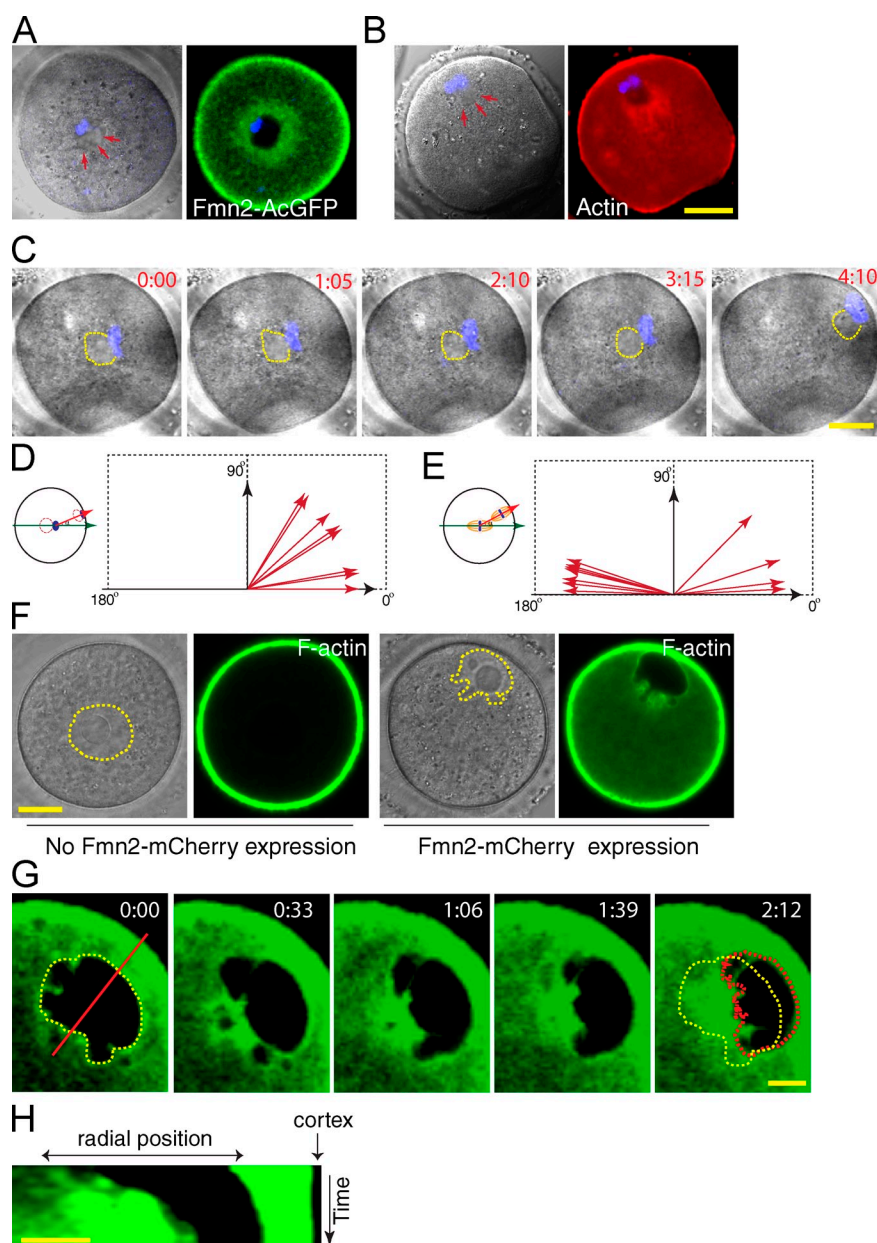 A
B
Fmn2-AcGFP
Actin
C
0:00
1:05
2:10
3:15
4:10
D
90°
180°
0°
E
90°
180°
0°
F
F-actin
F-actin
No Fmn2-mCherry expression
Fmn2-mCherry expression
G
0:00
0:33
1:06
1:39
2:12
H
radial position
cortex
Time